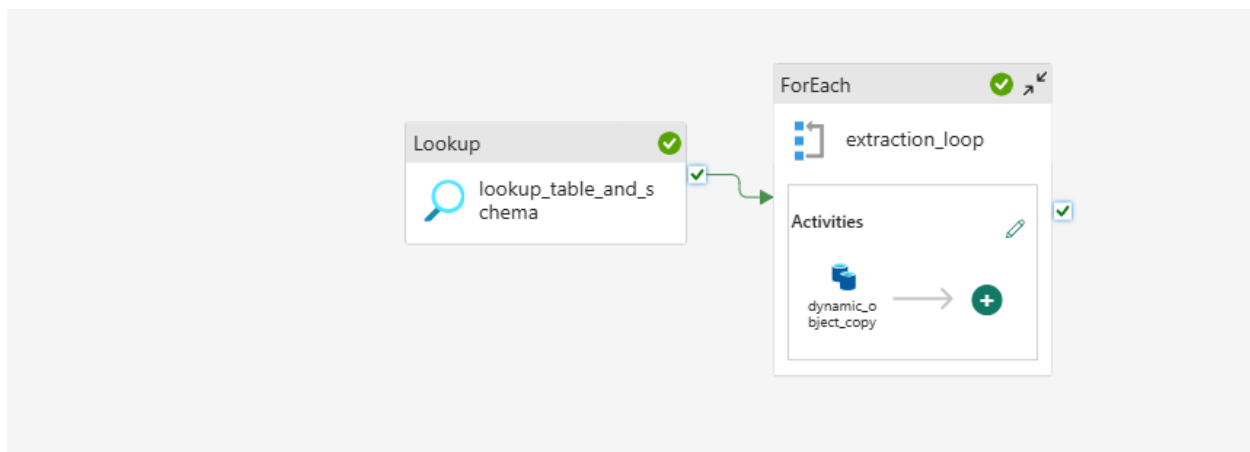 Lookup
lookup_table_and_s
chema
ForEach
extraction_loop
Activities
dynamic_o
bject_copy